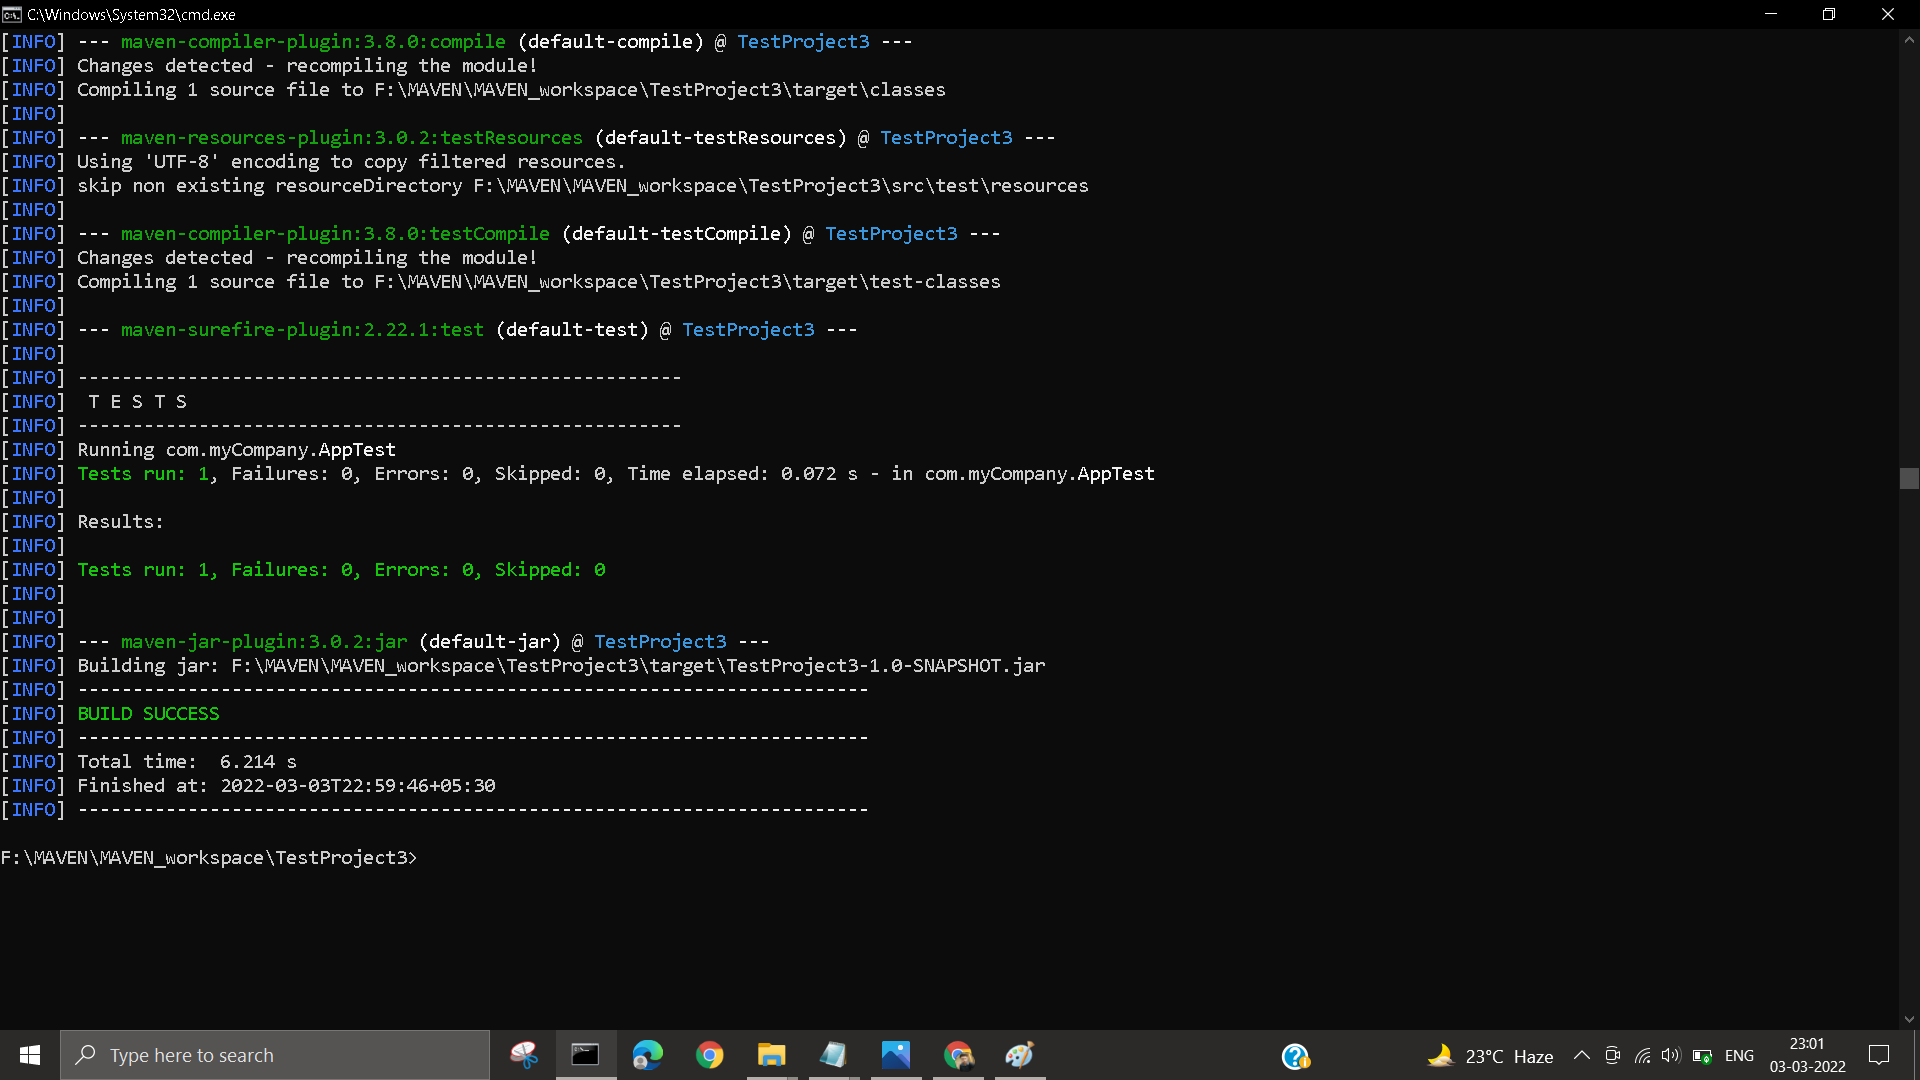 C:\Windows\System32\cmd.exe
[INFO] --- maven-compiler-plugin:3.8.0:compile (default-compile) @ TestProject3 ---
[INFO] Changes detected - recompiling the module!
[INFO] Compiling 1 source file to F:\MAVEN\MAVEN_workspace\TestProject3\target\classes
[INFO]
[INFO] --- maven-resources-plugin:3.0.2:testResources (default-testResources) @ TestProject3 ---
[INFO] Using 'UTF-8' encoding to copy filtered resources.
[INFO] skip non existing resourceDirectory F:\MAVEN\MAVEN_workspace\TestProject3\src\test\resources
[INFO]
[INFO] --- maven-compiler-plugin:3.8.0:testCompile (default-testCompile) @ TestProject3 ---
[INFO] Changes detected - recompiling the module!
[INFO] Compiling 1 source file to F:\MAVEN\MAVEN_workspace\TestProject3\target\test-classes
[INFO]
[INFO] --- maven-surefire-plugin:2.22.1:test (default-test) @ TestProject3 ---
[INFO]
[INFO] -------------------------------------------------------
[INFO]  T E S T S
[INFO] -------------------------------------------------------
[INFO] Running com.myCompany.AppTest
[INFO] Tests run: 1, Failures: 0, Errors: 0, Skipped: 0, Time elapsed: 0.072 s - in com.myCompany.AppTest
[INFO]
[INFO] Results:
[INFO]
[INFO] Tests run: 1, Failures: 0, Errors: 0, Skipped: 0
[INFO]
[INFO]
[INFO] --- maven-jar-plugin:3.0.2:jar (default-jar) @ TestProject3 ---
[INFO] Building jar: F:\MAVEN\MAVEN_workspace\TestProject3\target\TestProject3-1.0-SNAPSHOT.jar
[INFO] ------------------------------------------------------------------------
[INFO] BUILD SUCCESS
[INFO] ------------------------------------------------------------------------
[INFO] Total time:  6.214 s
[INFO] Finished at: 2022-03-03T22:59:46+05:30
[INFO] ------------------------------------------------------------------------
F:\MAVEN\MAVEN_workspace\TestProject3>
Type here to search
23°C Haze
ENG
23:01
03-03-2022